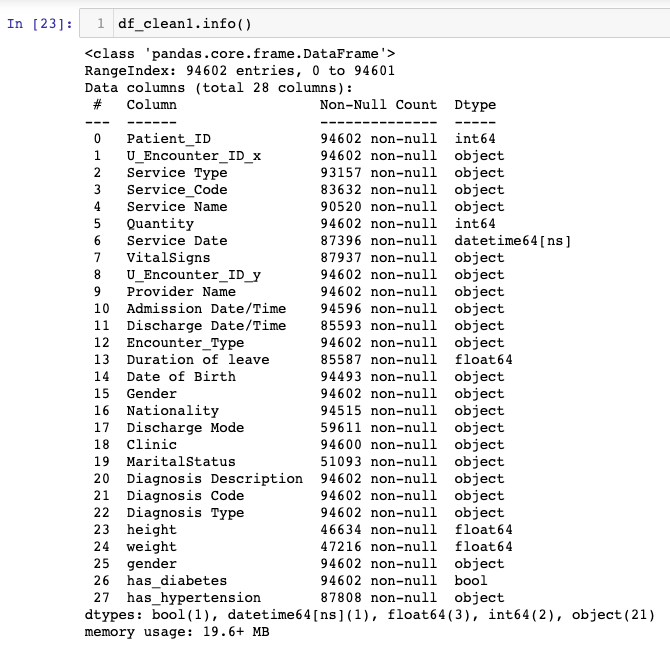 In [23]: 1 df_clean1.info()
<class 'pandas.core.frame.DataFrame'>
RangeIndex: 94602 entries, 0 to 94601
Data columns (total 28 columns):
 #   Column                 Non-Null Count  Dtype
---  ------                 --------------  -----
 0   Patient_ID             94602 non-null  int64
 1   U_Encounter_ID_x       94602 non-null  object
 2   Service Type           93157 non-null  object
 3   Service_Code           83632 non-null  object
 4   Service Name           90520 non-null  object
 5   Quantity               94602 non-null  int64
 6   Service Date           87396 non-null  datetime64[ns]
 7   VitalSigns             87937 non-null  object
 8   U_Encounter_ID_y       94602 non-null  object
 9   Provider Name          94602 non-null  object
 10  Admission Date/Time    94596 non-null  object
 11  Discharge Date/Time    85593 non-null  object
 12  Encounter_Type         94602 non-null  object
 13  Duration of leave      85587 non-null  float64
 14  Date of Birth          94493 non-null  object
 15  Gender                 94602 non-null  object
 16  Nationality            94515 non-null  object
 17  Discharge Mode         59611 non-null  object
 18  Clinic                 94600 non-null  object
 19  MaritalStatus          51093 non-null  object
 20  Diagnosis Description  94602 non-null  object
 21  Diagnosis Code         94602 non-null  object
 22  Diagnosis Type         94602 non-null  object
 23  height                 46634 non-null  float64
 24  weight                 47216 non-null  float64
 25  gender                 94602 non-null  object
 26  has_diabetes           94602 non-null  bool
 27  has_hypertension       87808 non-null  object
dtypes: bool(1), datetime64[ns](1), float64(3), int64(2), object(21)
memory usage: 19.6+ MB